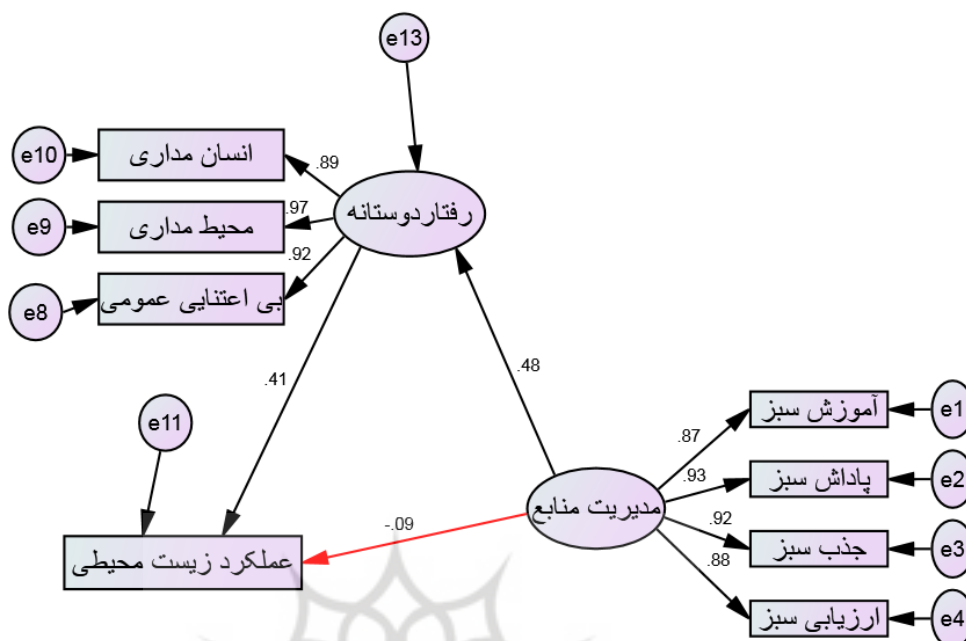 e13
e10
انسان مداری
.89
e9
محیط مداری
.97
رفتاردوستانه
e8
بی اعتنایی عمومی
.92
.41
.48
e11
آموزش سبز
e1
.87
پاداش سبز
e2
.93
مدیریت منابع
جذب سبز
e3
.92
-.09
عملکرد زیست محیطی
.88
ارزیابی سبز
e4